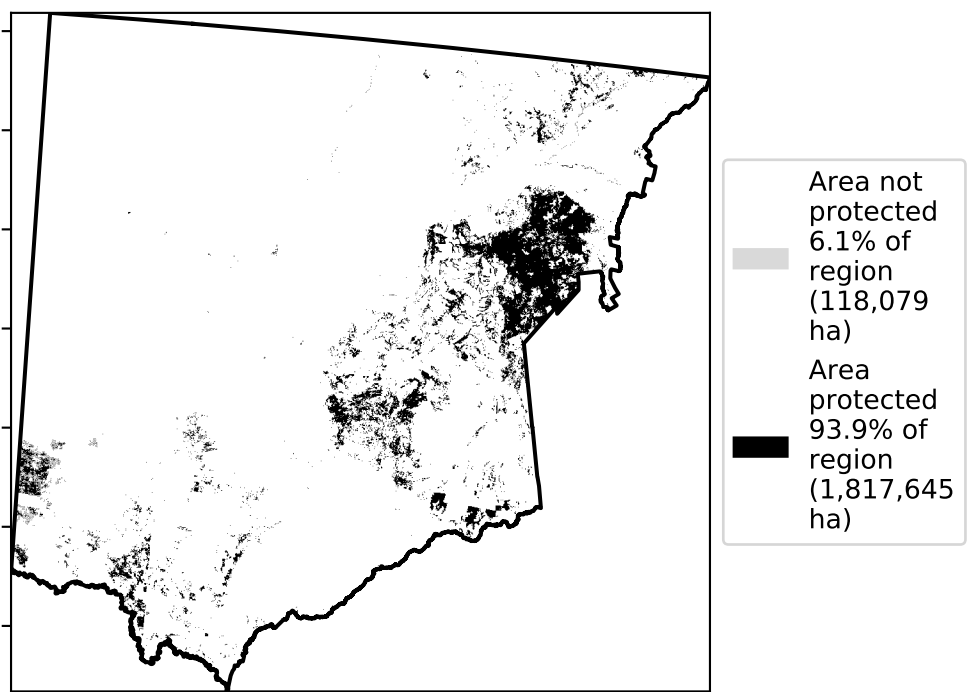 Area not
protected
6.1% of
region
(118,079
ha)
Area
protected
93.9% of
region
(1,817,645
ha)